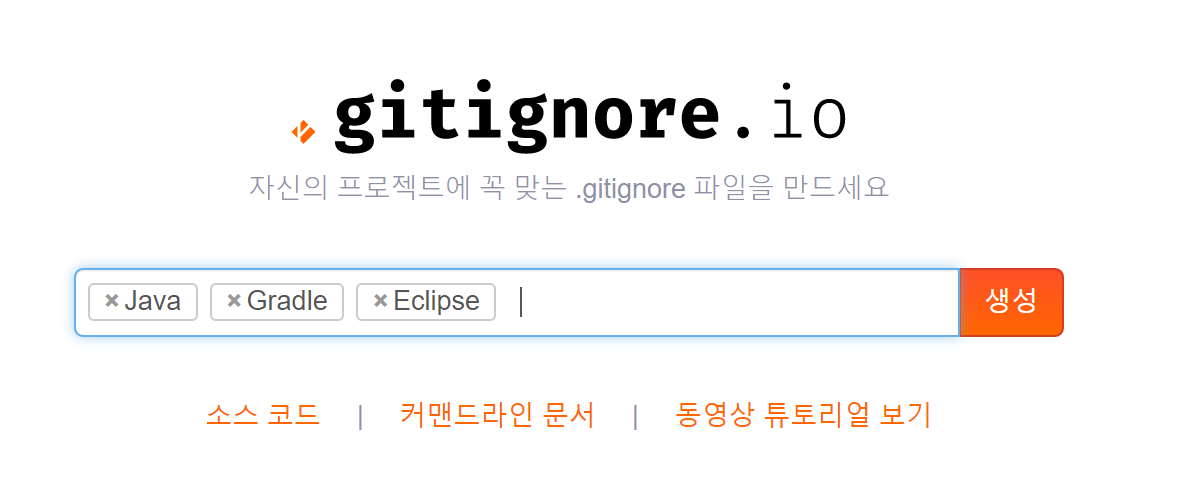 .gitignore.io
자신의 프로젝트에 꼭 맞는 .gitignore 파일을 만드세요
× Java × Gradle × Eclipse 생성
소스 코드 | 커맨드라인 문서 | 동영상 튜토리얼 보기